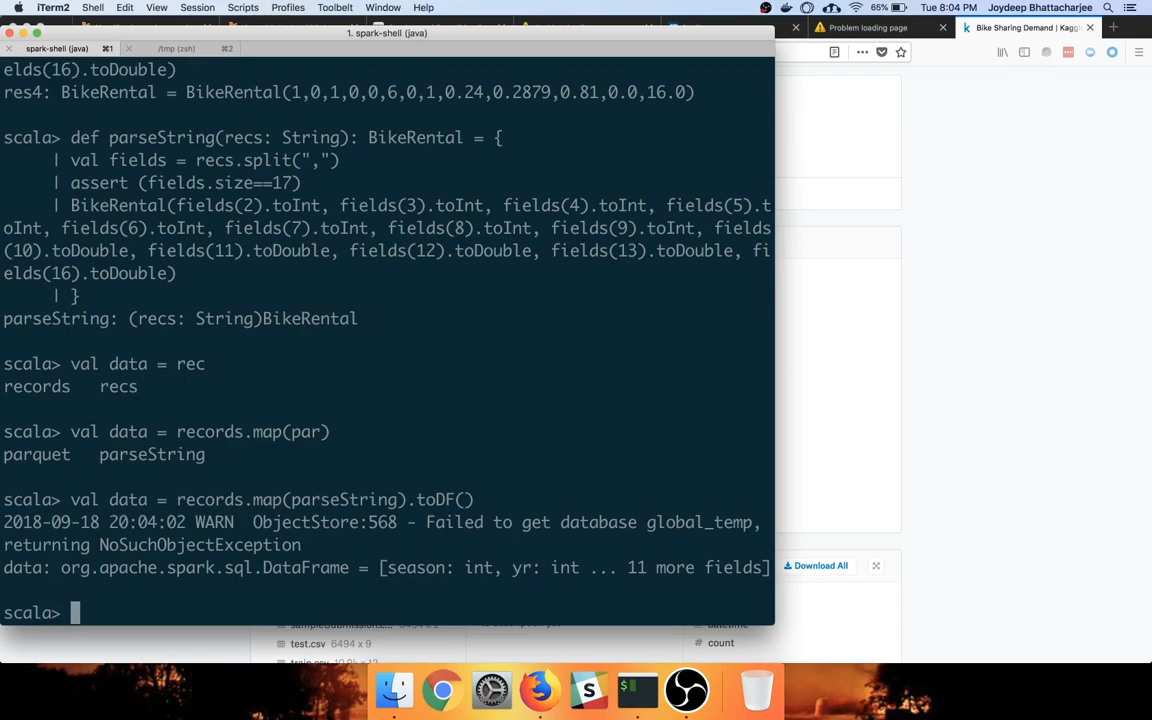 iTerm2 Shell Edit View Session Scripts Profiles Toolbelt Window Help 65% Tue 8:04 PM Joydeep Bhattacharjee
1. spark-shell (java)
spark-shell (java) ⌘1 /tmp (zsh) ⌘2
Problem loading page
Bike Sharing Demand | Kaggl
elds(16).toDouble)
res4: BikeRental = BikeRental(1,0,1,0,0,6,0,1,0.24,0.2879,0.81,0.0,16.0)
scala> def parseString(recs: String): BikeRental = {
| val fields = recs.split(",")
| assert (fields.size==17)
| BikeRental(fields(2).toInt, fields(3).toInt, fields(4).toInt, fields(5).t
oInt, fields(6).toInt, fields(7).toInt, fields(8).toInt, fields(9).toInt, fields
(10).toDouble, fields(11).toDouble, fields(12).toDouble, fields(13).toDouble, fi
elds(16).toDouble)
| }
parseString: (recs: String)BikeRental
scala> val data = rec
records recs
scala> val data = records.map(par)
parquet parseString
scala> val data = records.map(parseString).toDF()
2018-09-18 20:04:02 WARN ObjectStore:568 - Failed to get database global_temp,
returning NoSuchObjectException
data: org.apache.spark.sql.DataFrame = [season: int, yr: int ... 11 more fields]
scala>
Download All
test.csv 6494 x 9
# count